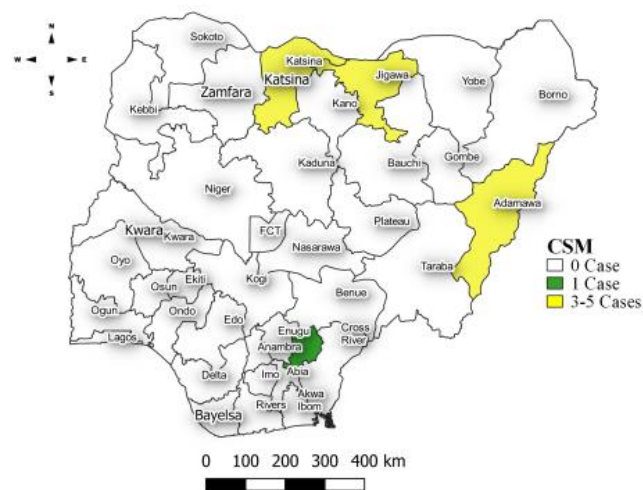 N
W E
S
Sokoto
Katsina
Katsina
Jigawa
Yobe
Zamfara
Kebbi
Kano
Borno
Kaduna
Bauchi
Gombe
Niger
Adamawa
Plateau
FCT
Kwara
Kwara
Nasarawa
Oyo
Taraba
Ekiti
Kogi
Osun
Benue
Ogun
Ondo
Edo
Enugu
Cross
River
Lagos
Anambra
Abia
Imo
Delta
Akwa
Ibom
Rivers
Bayelsa
CSM
0 Case
1 Case
3-5 Cases
0 100 200 300 400 km